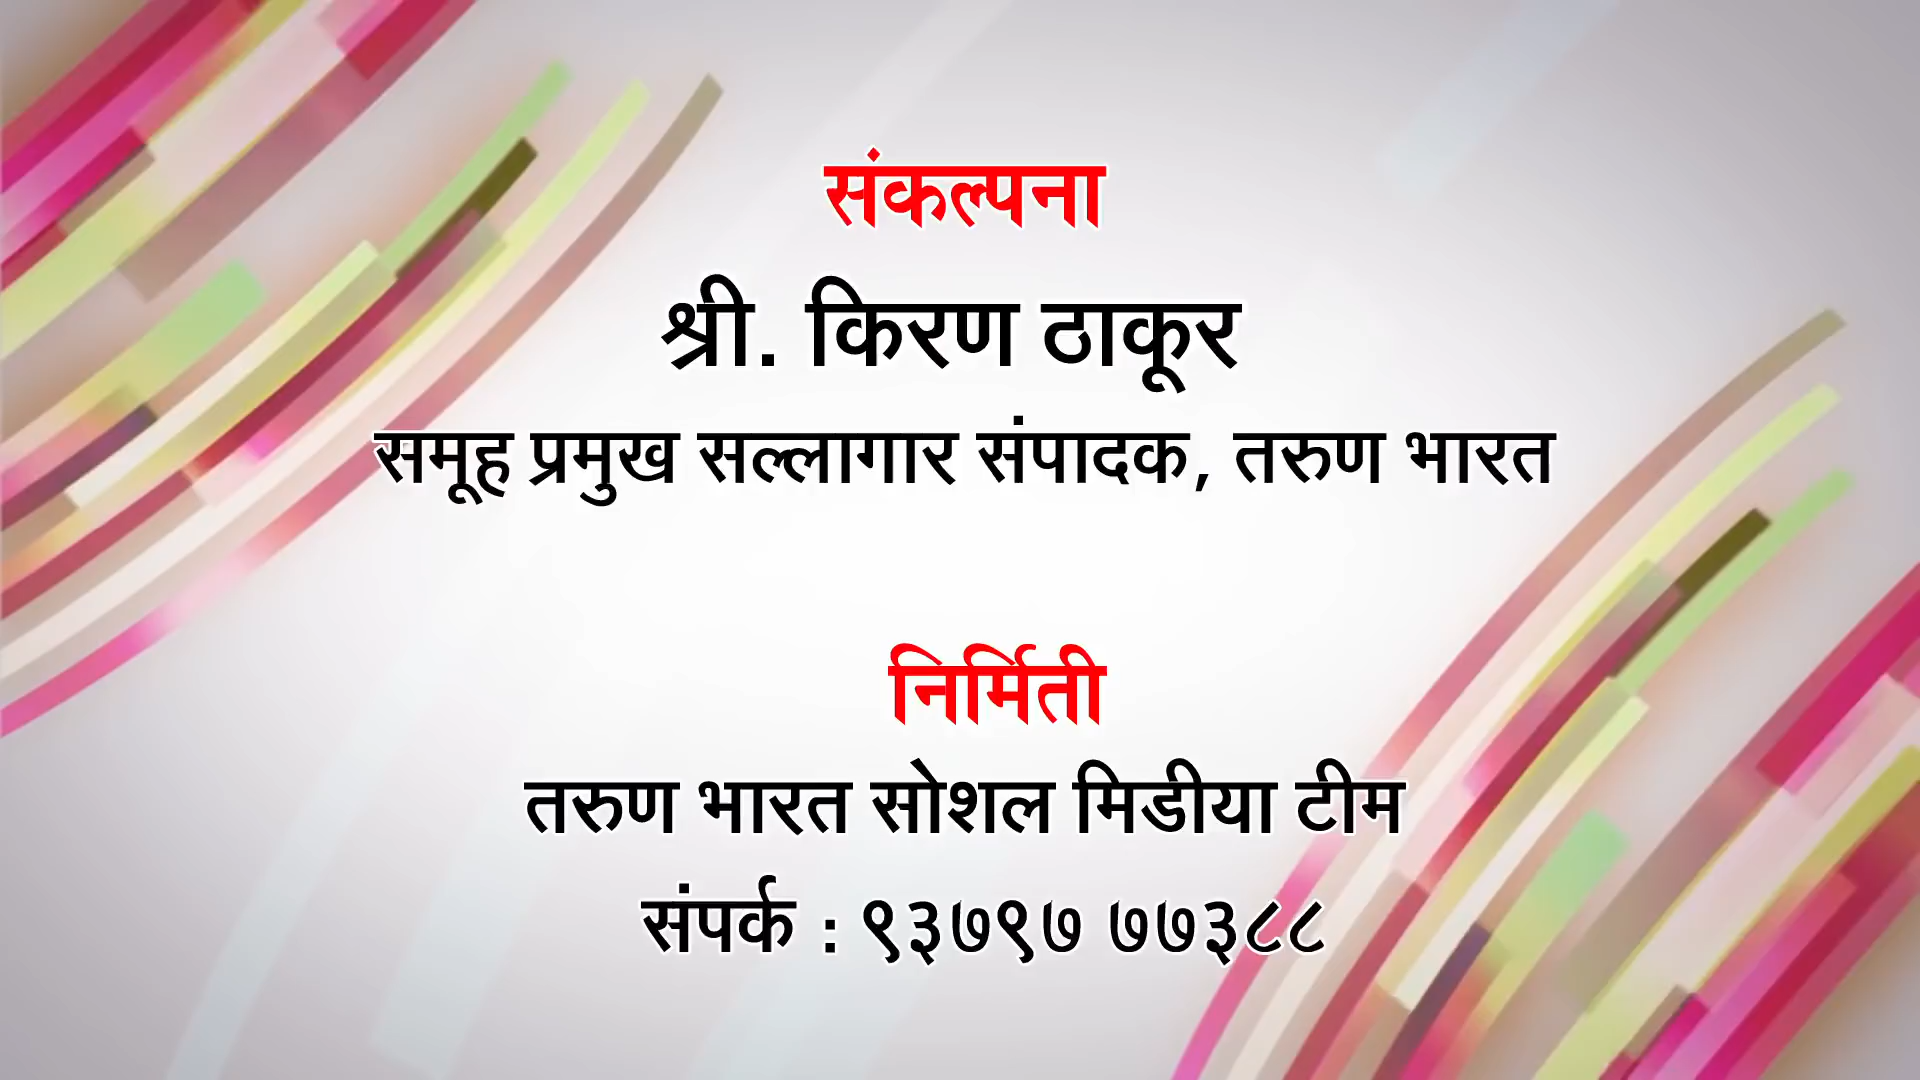 संकल्पना
श्री. किरण ठाकूर
समूह प्रमुख सल्लागार संपादक, तरुण भारत
निर्मिती
तरुण भारत सोशल मिडीया टीम
संपर्क : ९३७९७ ७७३८८